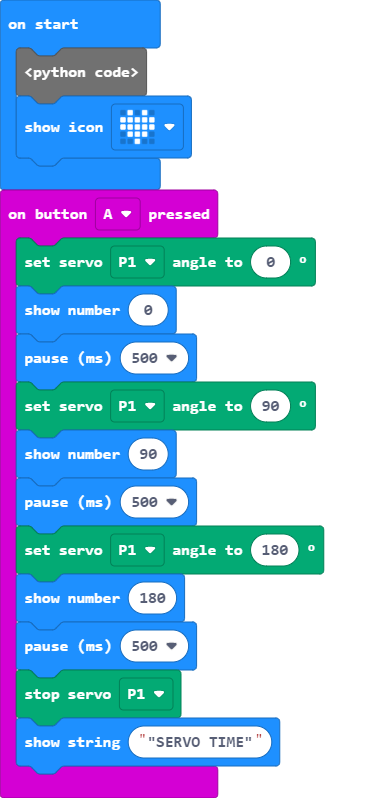 on start
<python code>
show icon
on button A pressed
set servo P1 angle to 0 °
show number 0
pause (ms) 500
set servo P1 angle to 90 °
show number 90
pause (ms) 500
set servo P1 angle to 180 °
show number 180
pause (ms) 500
stop servo P1
show string ""SERVO TIME""